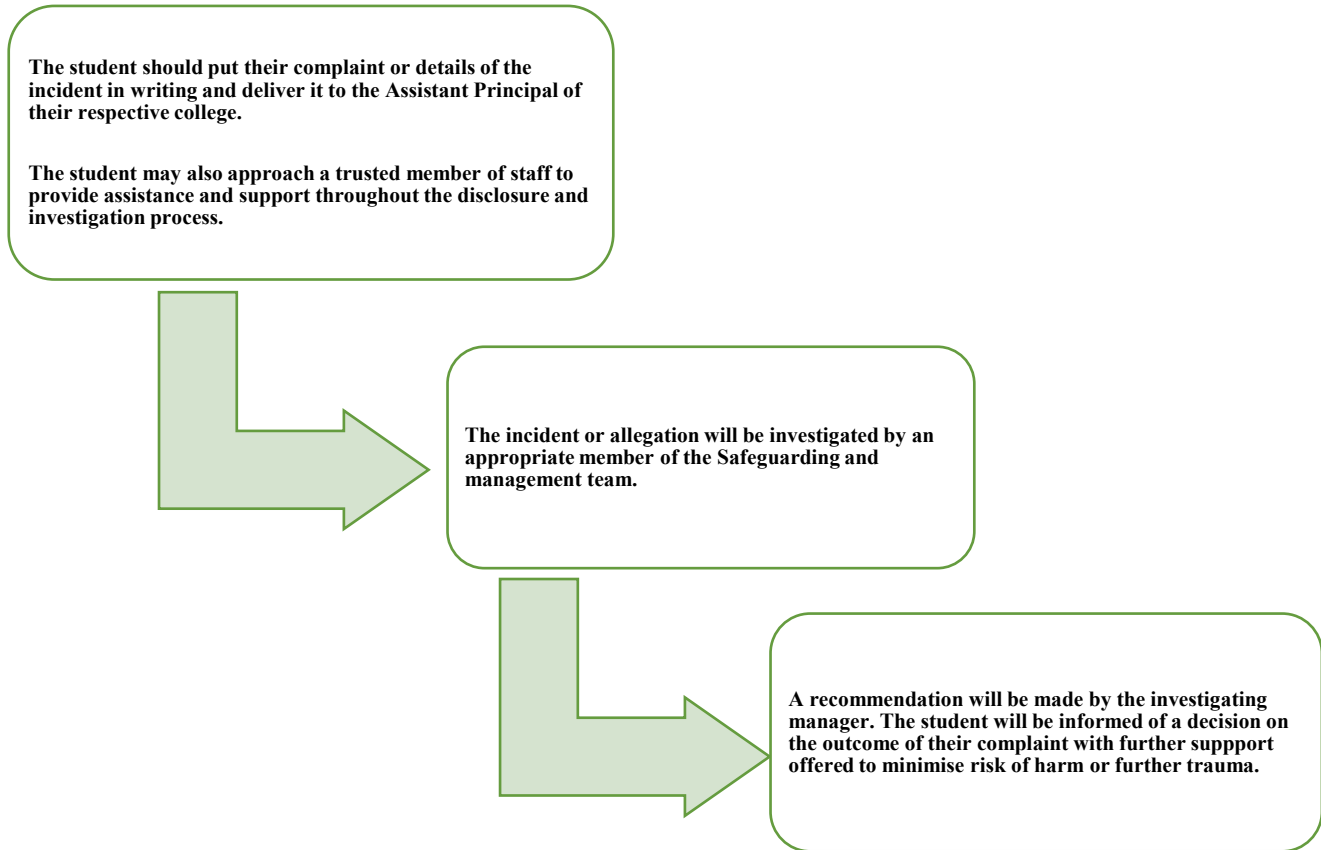 The student should put their complaint or details of the
incident in writing and deliver it to the Assistant Principal of
their respective college.
The student may also approach a trusted member of staff to
provide assistance and support throughout the disclosure and
investigation process.
The incident or allegation will be investigated by an
appropriate member of the Safeguarding and
management team.
A recommendation will be made by the investigating
manager. The student will be informed of a decision on
the outcome of their complaint with further suppport
offered to minimise risk of harm or further trauma.